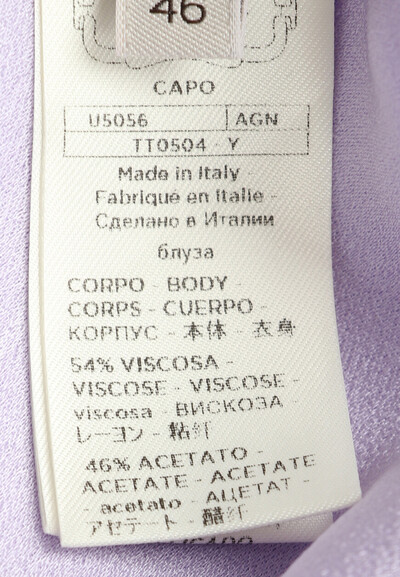 46
CAPO
U5056 AGN
TT0504 - Y
Made in Italy -
Fabriqué en Italie -
Сделано в Италии
блуза
CORPO - BODY -
CORPS - CUERPO -
КОРПУС - 本体 - 衣身
54% VISCOSA -
VISCOSE - VISCOSE -
viscosa - ВИСКОЗА -
レーヨン - 粘纤
46% ACETATO -
ACETATE - ACETATE
- acetato - АЦЕТАТ -
アセテート - 醋纤